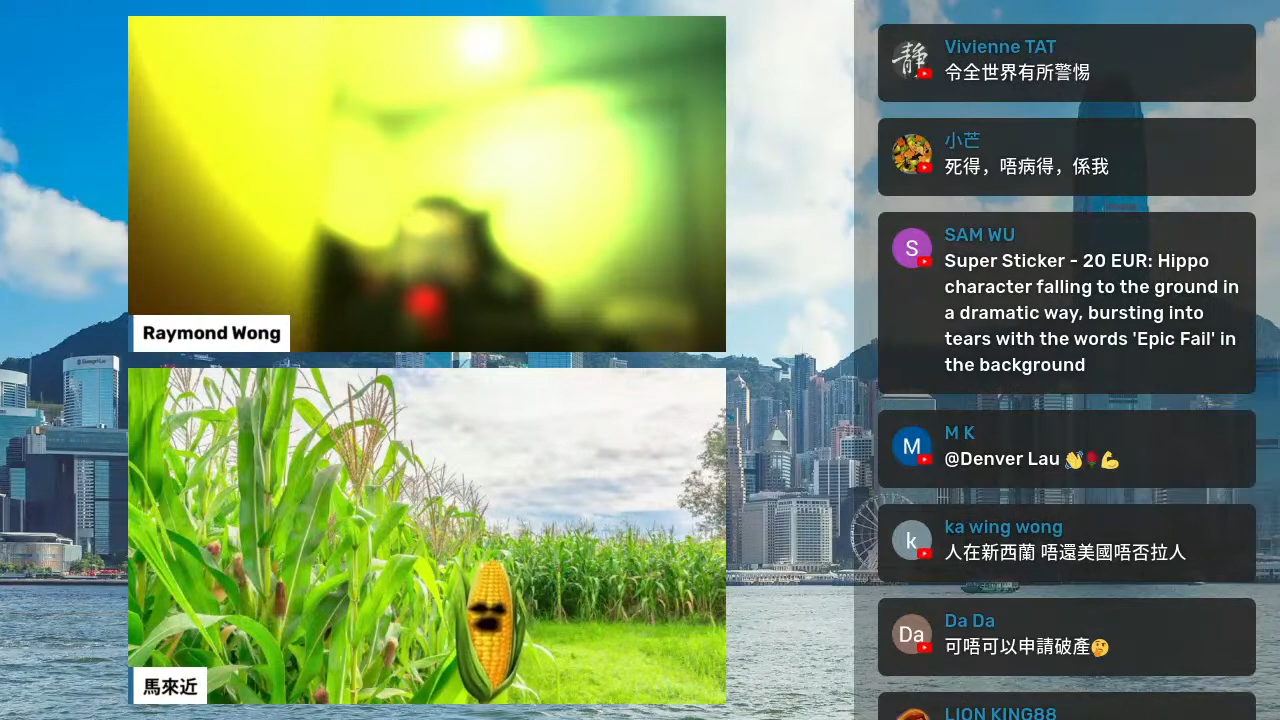 Raymond Wong
馬來近
Vivienne TAT
令全世界有所警惕
小芒
死得，唔病得，係我
S
SAM WU
Super Sticker - 20 EUR: Hippo
character falling to the ground in
a dramatic way, bursting into
tears with the words 'Epic Fail' in
the background
M
M K
@Denver Lau 👏🌹💪
k
ka wing wong
人在新西蘭 唔還美國唔否拉人
Da
Da Da
可唔可以申請破產🤔
LION KING88